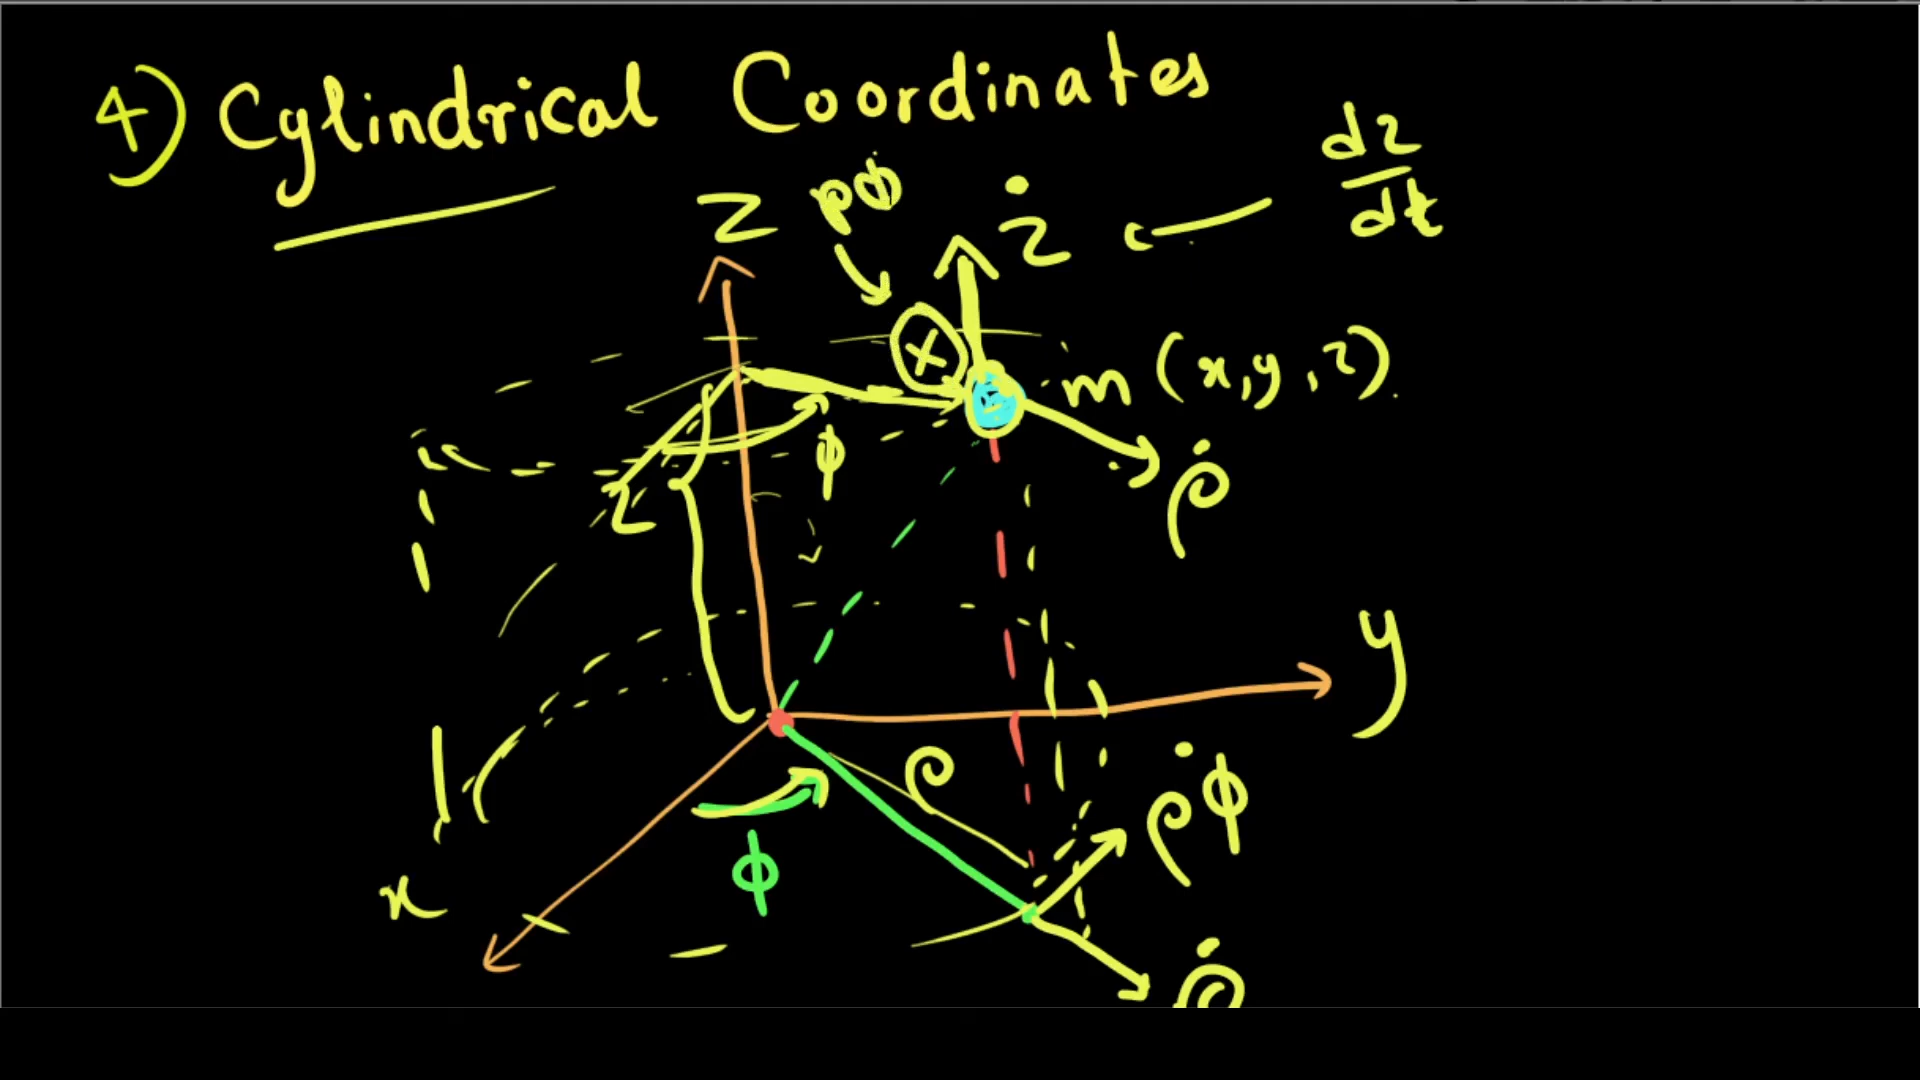 4) Cylindrical Coordinates
dz/dt
z ρφ̇ ż
m (x, y, z).
φ
ρ̇
z
y
ρ
ρφ̇
φ
x
ρ̇